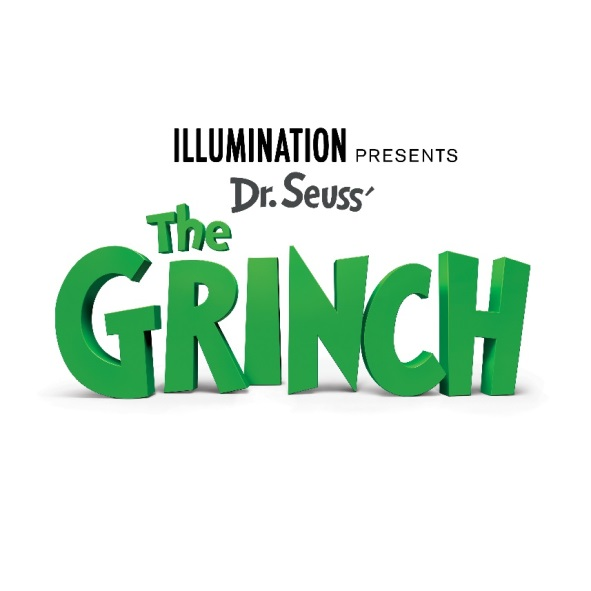 ILLUMINATION PRESENTS
Dr. Seuss'
The
GRINCH